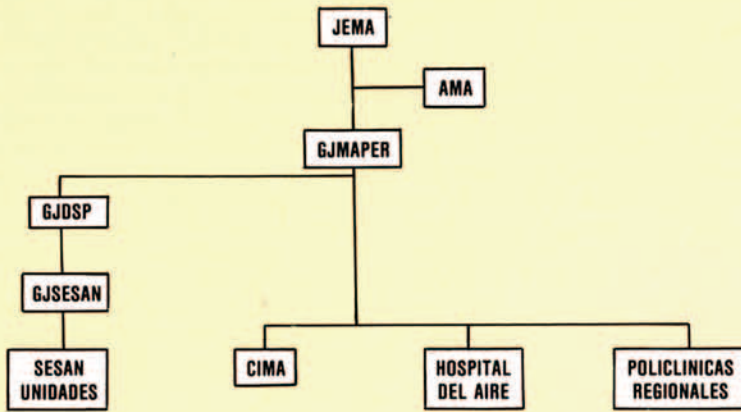 JEMA
AMA
GJMAPER
GJDSP
GJSESAN
SESAN
UNIDADES
CIMA
HOSPITAL
DEL AIRE
POLICLINICAS
REGIONALES